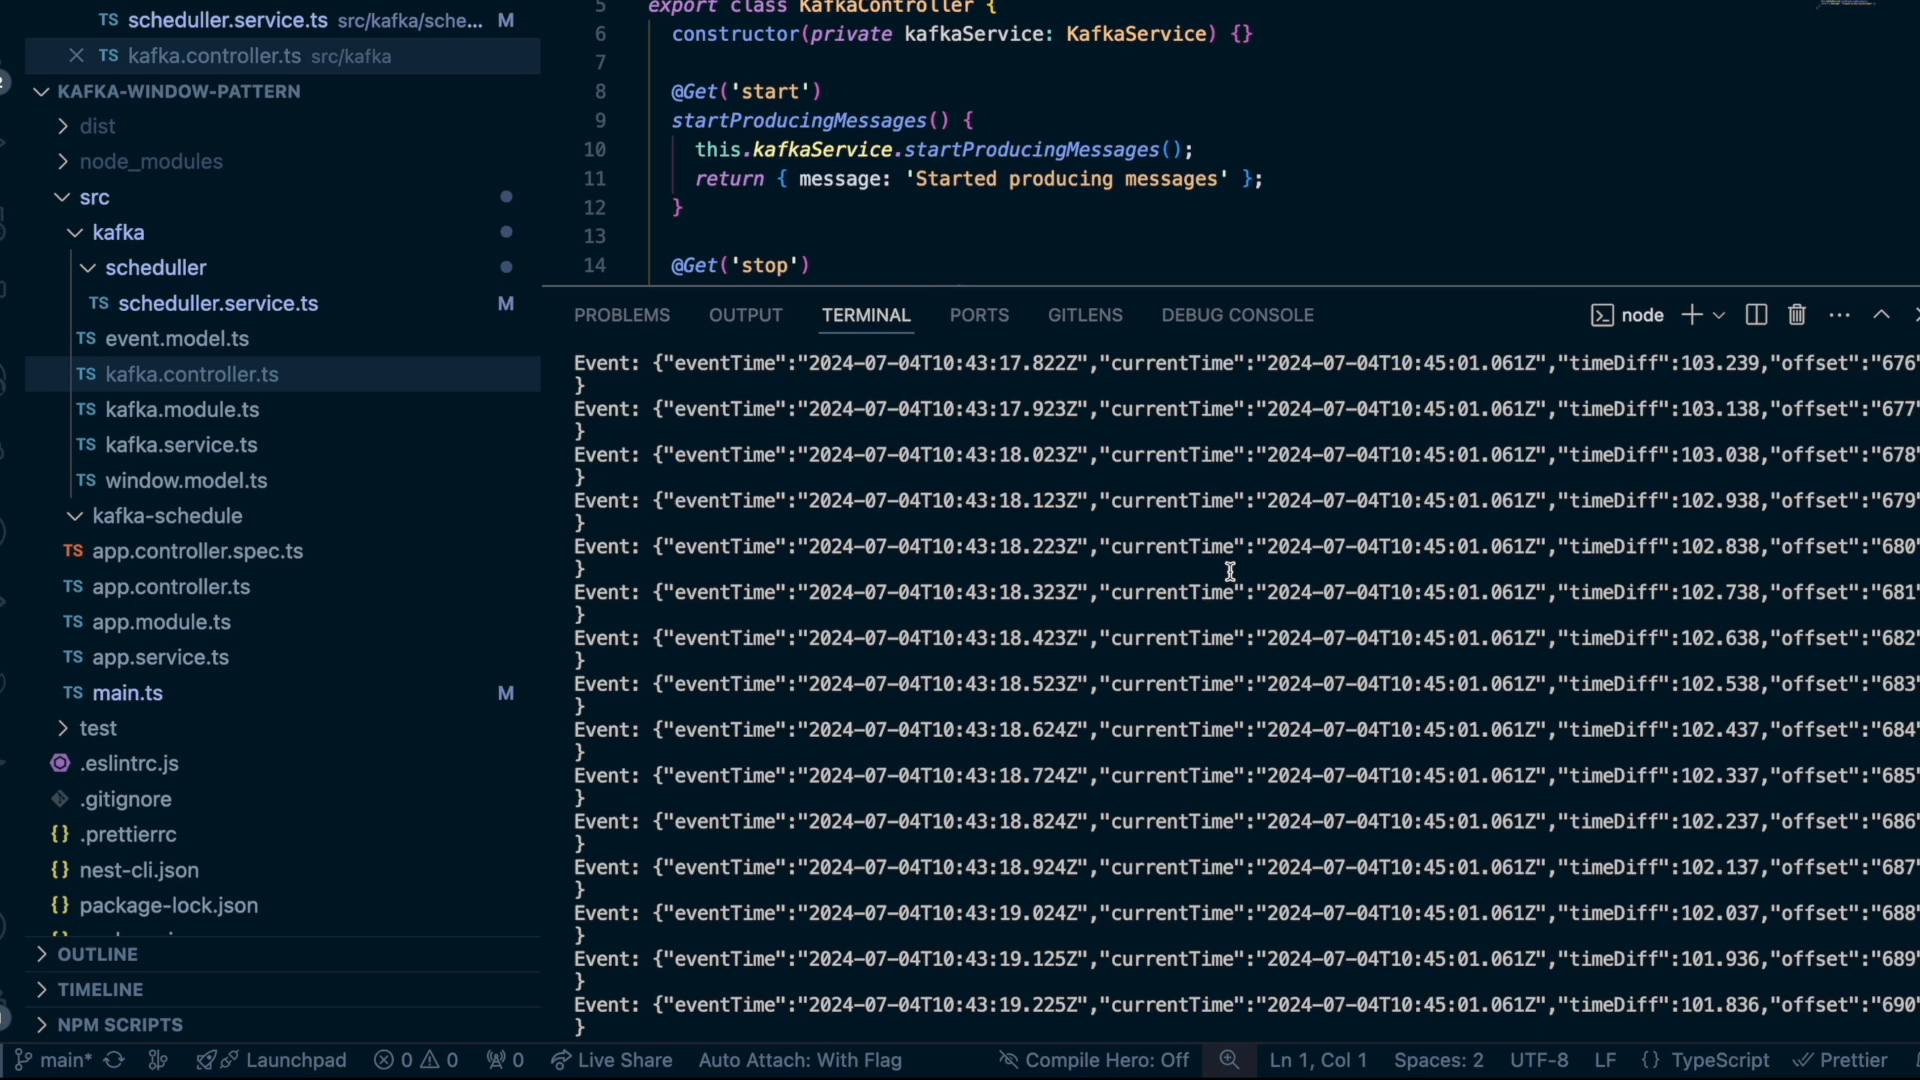 TS scheduller.service.ts src/kafka/sche... M
TS kafka.controller.ts src/kafka
KAFKA-WINDOW-PATTERN
dist
node_modules
src
kafka
scheduller
TS scheduller.service.ts M
TS event.model.ts
TS kafka.controller.ts
TS kafka.module.ts
TS kafka.service.ts
TS window.model.ts
kafka-schedule
TS app.controller.spec.ts
TS app.controller.ts
TS app.module.ts
TS app.service.ts
TS main.ts M
test
.eslintrc.js
.gitignore
{} .prettierrc
{} nest-cli.json
{} package-lock.json
OUTLINE
TIMELINE
NPM SCRIPTS
5 export class KafkaController {
6 constructor(private kafkaService: KafkaService) {}
7
8 @Get('start')
9 startProducingMessages() {
10 this.kafkaService.startProducingMessages();
11 return { message: 'Started producing messages' };
12 }
13
14 @Get('stop')
PROBLEMS OUTPUT TERMINAL PORTS GITLENS DEBUG CONSOLE node
Event: {"eventTime":"2024-07-04T10:43:17.822Z","currentTime":"2024-07-04T10:45:01.061Z","timeDiff":103.239,"offset":"676"
}
Event: {"eventTime":"2024-07-04T10:43:17.923Z","currentTime":"2024-07-04T10:45:01.061Z","timeDiff":103.138,"offset":"677"
}
Event: {"eventTime":"2024-07-04T10:43:18.023Z","currentTime":"2024-07-04T10:45:01.061Z","timeDiff":103.038,"offset":"678"
}
Event: {"eventTime":"2024-07-04T10:43:18.123Z","currentTime":"2024-07-04T10:45:01.061Z","timeDiff":102.938,"offset":"679"
}
Event: {"eventTime":"2024-07-04T10:43:18.223Z","currentTime":"2024-07-04T10:45:01.061Z","timeDiff":102.838,"offset":"680"
}
Event: {"eventTime":"2024-07-04T10:43:18.323Z","currentTime":"2024-07-04T10:45:01.061Z","timeDiff":102.738,"offset":"681"
}
Event: {"eventTime":"2024-07-04T10:43:18.423Z","currentTime":"2024-07-04T10:45:01.061Z","timeDiff":102.638,"offset":"682"
}
Event: {"eventTime":"2024-07-04T10:43:18.523Z","currentTime":"2024-07-04T10:45:01.061Z","timeDiff":102.538,"offset":"683"
}
Event: {"eventTime":"2024-07-04T10:43:18.624Z","currentTime":"2024-07-04T10:45:01.061Z","timeDiff":102.437,"offset":"684"
}
Event: {"eventTime":"2024-07-04T10:43:18.724Z","currentTime":"2024-07-04T10:45:01.061Z","timeDiff":102.337,"offset":"685"
}
Event: {"eventTime":"2024-07-04T10:43:18.824Z","currentTime":"2024-07-04T10:45:01.061Z","timeDiff":102.237,"offset":"686"
}
Event: {"eventTime":"2024-07-04T10:43:18.924Z","currentTime":"2024-07-04T10:45:01.061Z","timeDiff":102.137,"offset":"687"
}
Event: {"eventTime":"2024-07-04T10:43:19.024Z","currentTime":"2024-07-04T10:45:01.061Z","timeDiff":102.037,"offset":"688"
}
Event: {"eventTime":"2024-07-04T10:43:19.125Z","currentTime":"2024-07-04T10:45:01.061Z","timeDiff":101.936,"offset":"689"
}
Event: {"eventTime":"2024-07-04T10:43:19.225Z","currentTime":"2024-07-04T10:45:01.061Z","timeDiff":101.836,"offset":"690"
}
main* Launchpad 0 0 0 Live Share Auto Attach: With Flag Compile Hero: Off Ln 1, Col 1 Spaces: 2 UTF-8 LF {} TypeScript Prettier